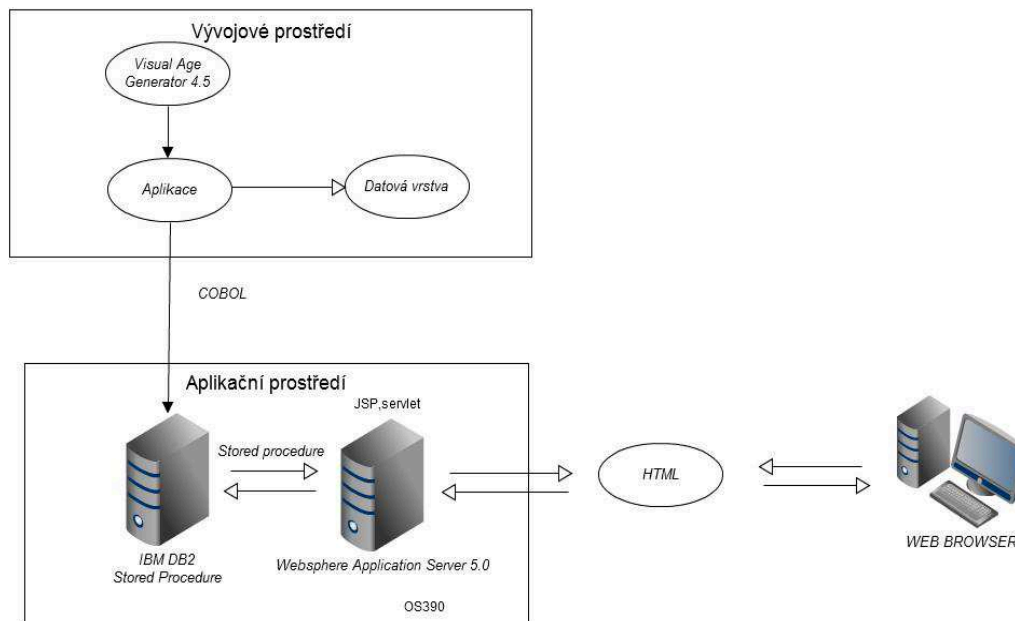 Vývojové prostředí
Visual Age
Generator 4.5
Aplikace
Datová vrstva
COBOL
Aplikační prostředí
JSP,servlet
Stored procedure
HTML
IBM DB2
Stored Procedure
Websphere Application Server 5.0
WEB BROWSER
OS390